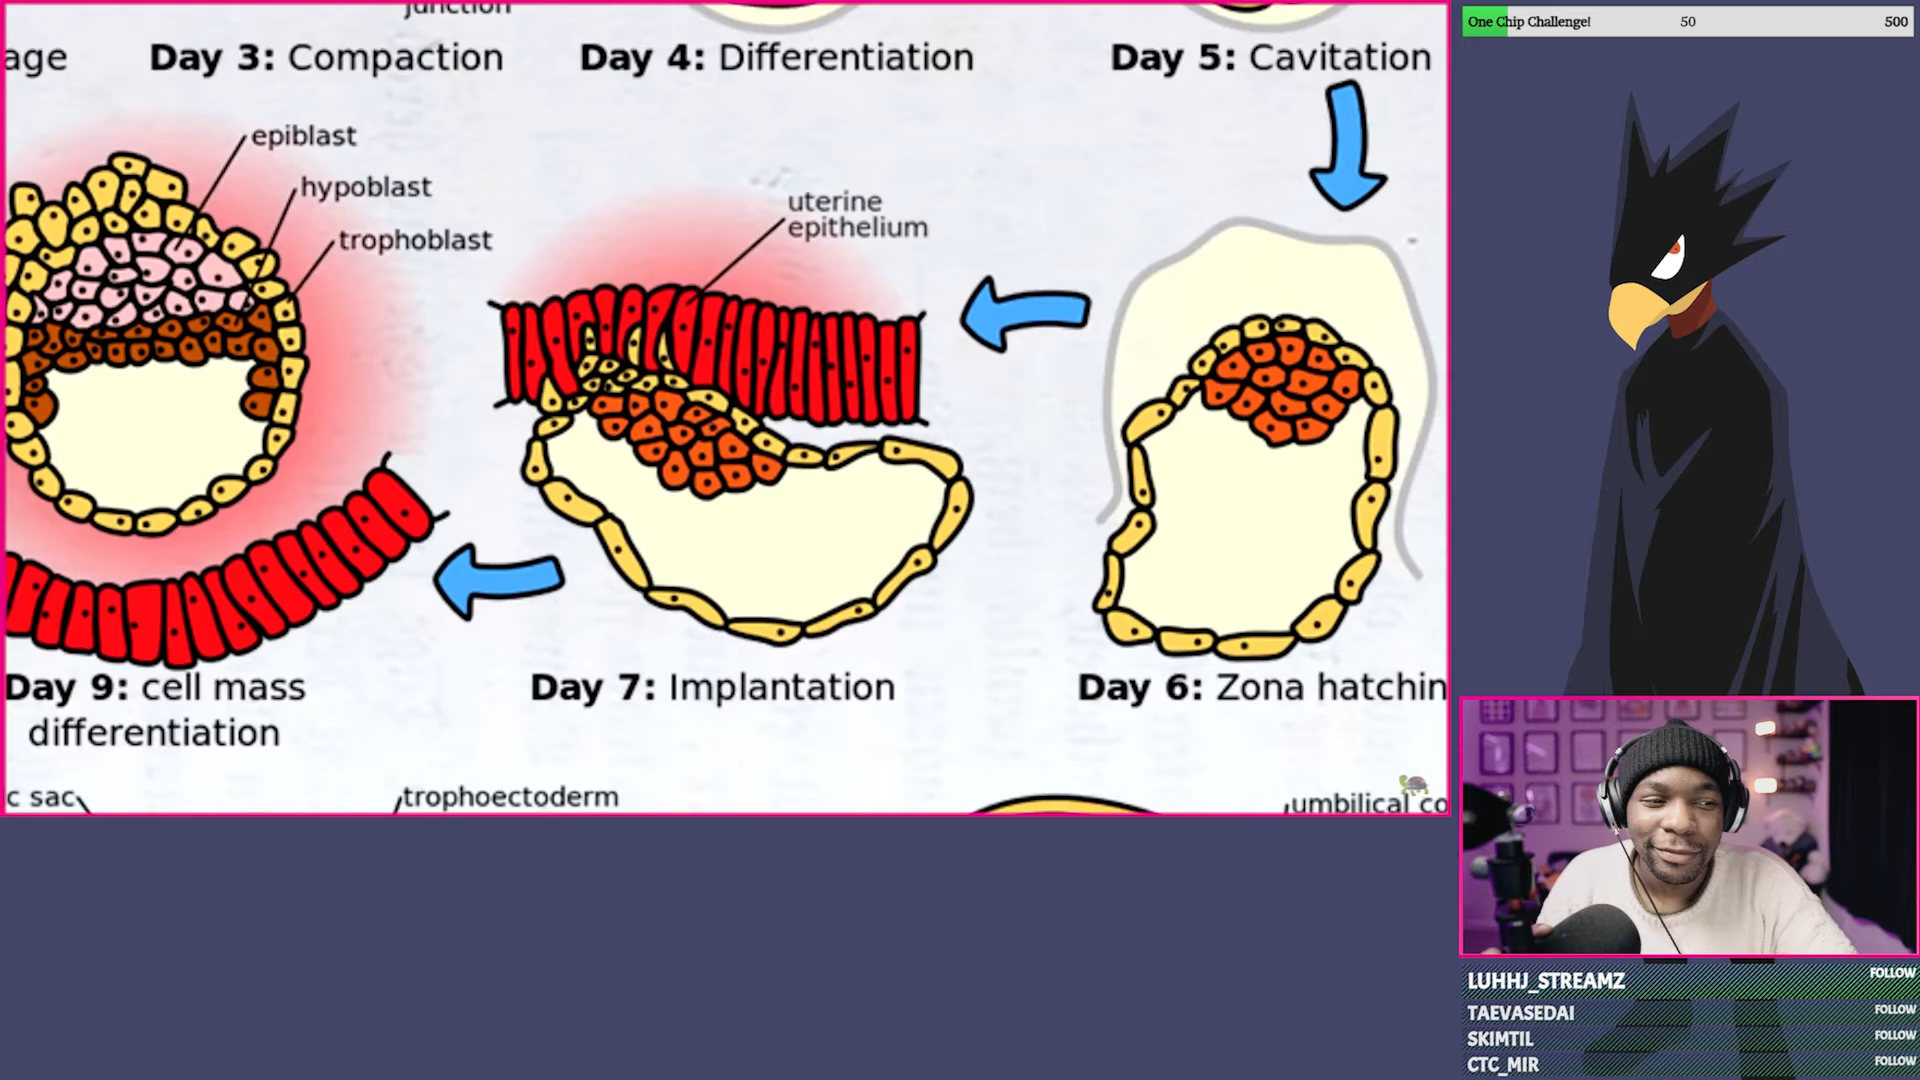 junction
age
Day 3: Compaction
Day 4: Differentiation
Day 5: Cavitation
epiblast
hypoblast
trophoblast
uterine
epithelium
Day 9: cell mass
differentiation
Day 7: Implantation
Day 6: Zona hatchin
c sac
trophoectoderm
umbilical co
One Chip Challenge! 50 500
LUHHJ_STREAMZ FOLLOW
TAEVASEDAI FOLLOW
SKIMTIL FOLLOW
CTC_MIR FOLLOW